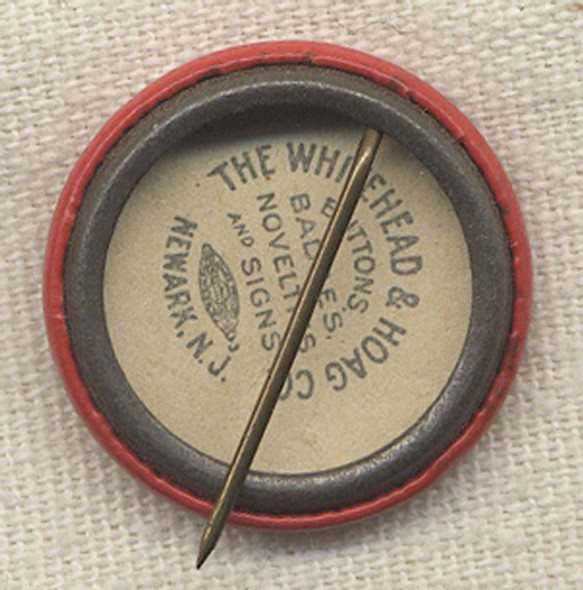 THE WHITEHEAD & HOAG CO
BUTTONS,
BADGES,
NOVELTIES
AND SIGNS
NEWARK, N.J.